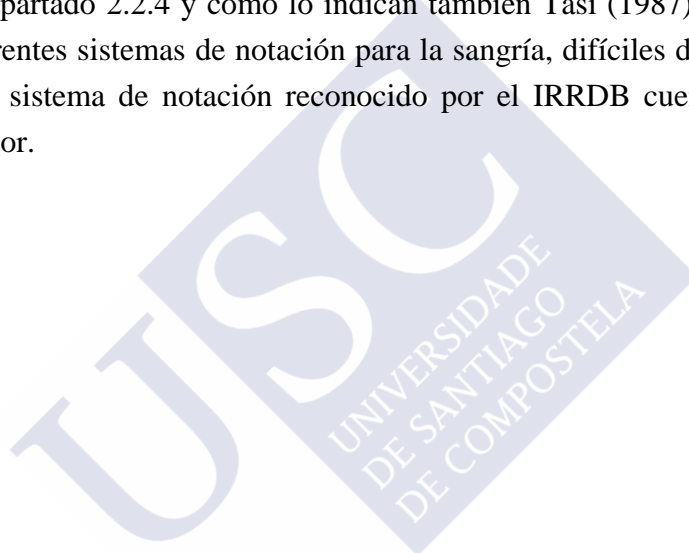 partado 2.2.4 y como lo indican también Tasi (1987)
rentes sistemas de notación para la sangría, difíciles d
sistema de notación reconocido por el IRRDB cue
or.
USC
UNIVERSIDADE
DE SANTIAGO
DE COMPOSTELA